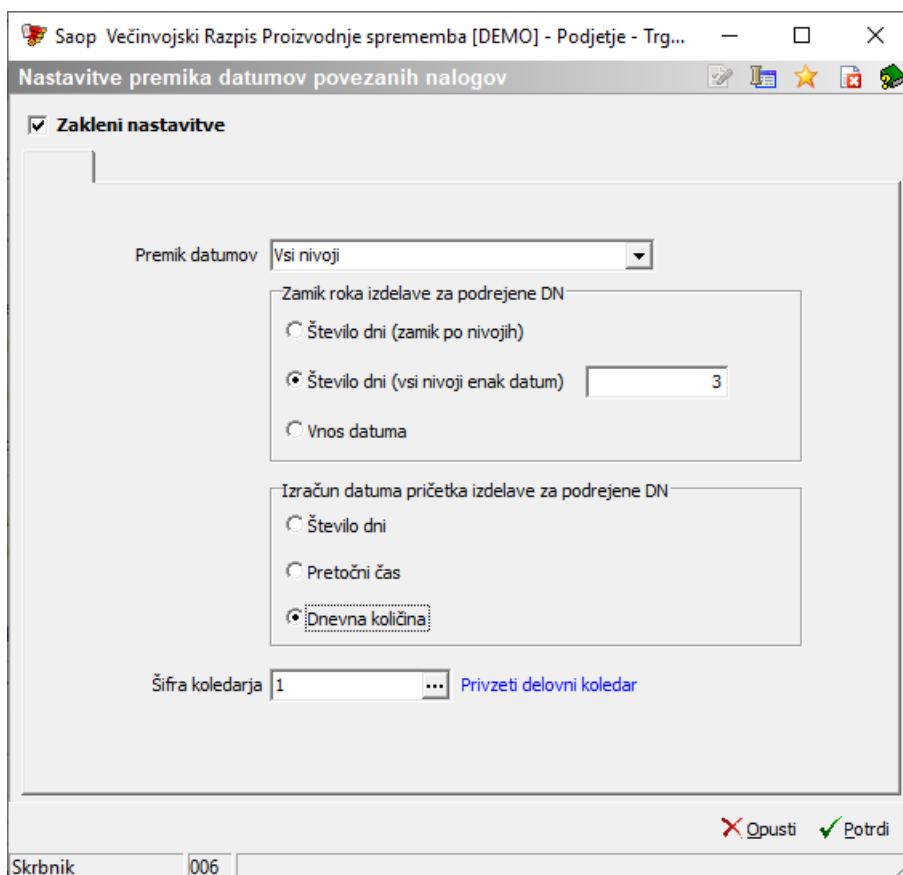 Saop Večinvojski Razpis Proizvodnje sprememba [DEMO] - Podjetje - Trg...
Nastavitve premika datumov povezanih nalogov
Zakleni nastavitve
Premik datumov Vsi nivoji
Zamik roka izdelave za podrejene DN
Število dni (zamik po nivojih)
Število dni (vsi nivoji enak datum) 3
Vnos datuma
Izračun datuma pričetka izdelave za podrejene DN
Število dni
Pretočni čas
Dnevna količina
Šifra koledarja 1 ... Privzeti delovni koledar
Opusti Potrdi
Skrbnik 006